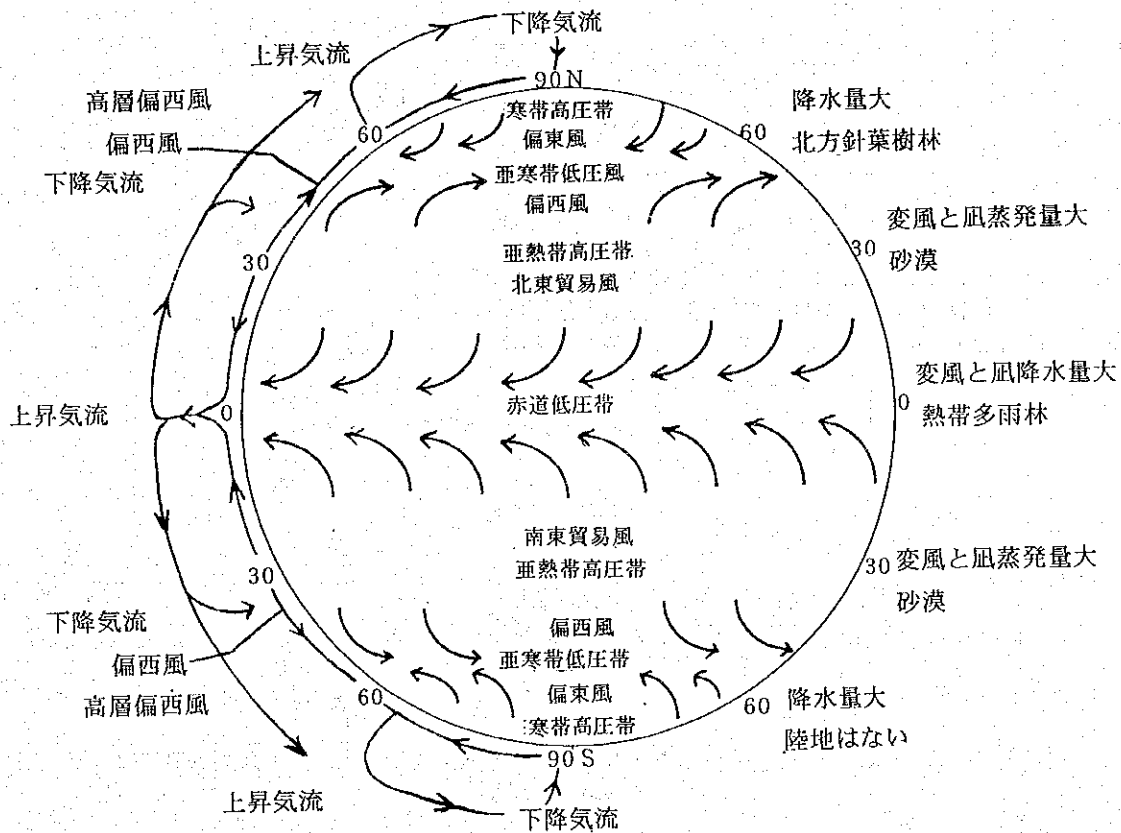 下降気流
上昇気流
90N
高層偏西風
寒帯高圧帯
降水量大
偏西風
60
偏東風
60
北方針葉樹林
下降気流
亜寒帯低圧風
偏西風
変風と凪蒸発量大
30
亜熱帯高圧帯
30
砂漠
北東貿易風
変風と凪降水量大
上昇気流
0
赤道低圧帯
0
熱帯多雨林
南東貿易風
変風と凪蒸発量大
30
亜熱帯高圧帯
30
砂漠
下降気流
偏西風
偏西風
亜寒帯低圧帯
高層偏西風
60
偏東風
60
降水量大
寒帯高圧帯
陸地はない
90S
上昇気流
下降気流